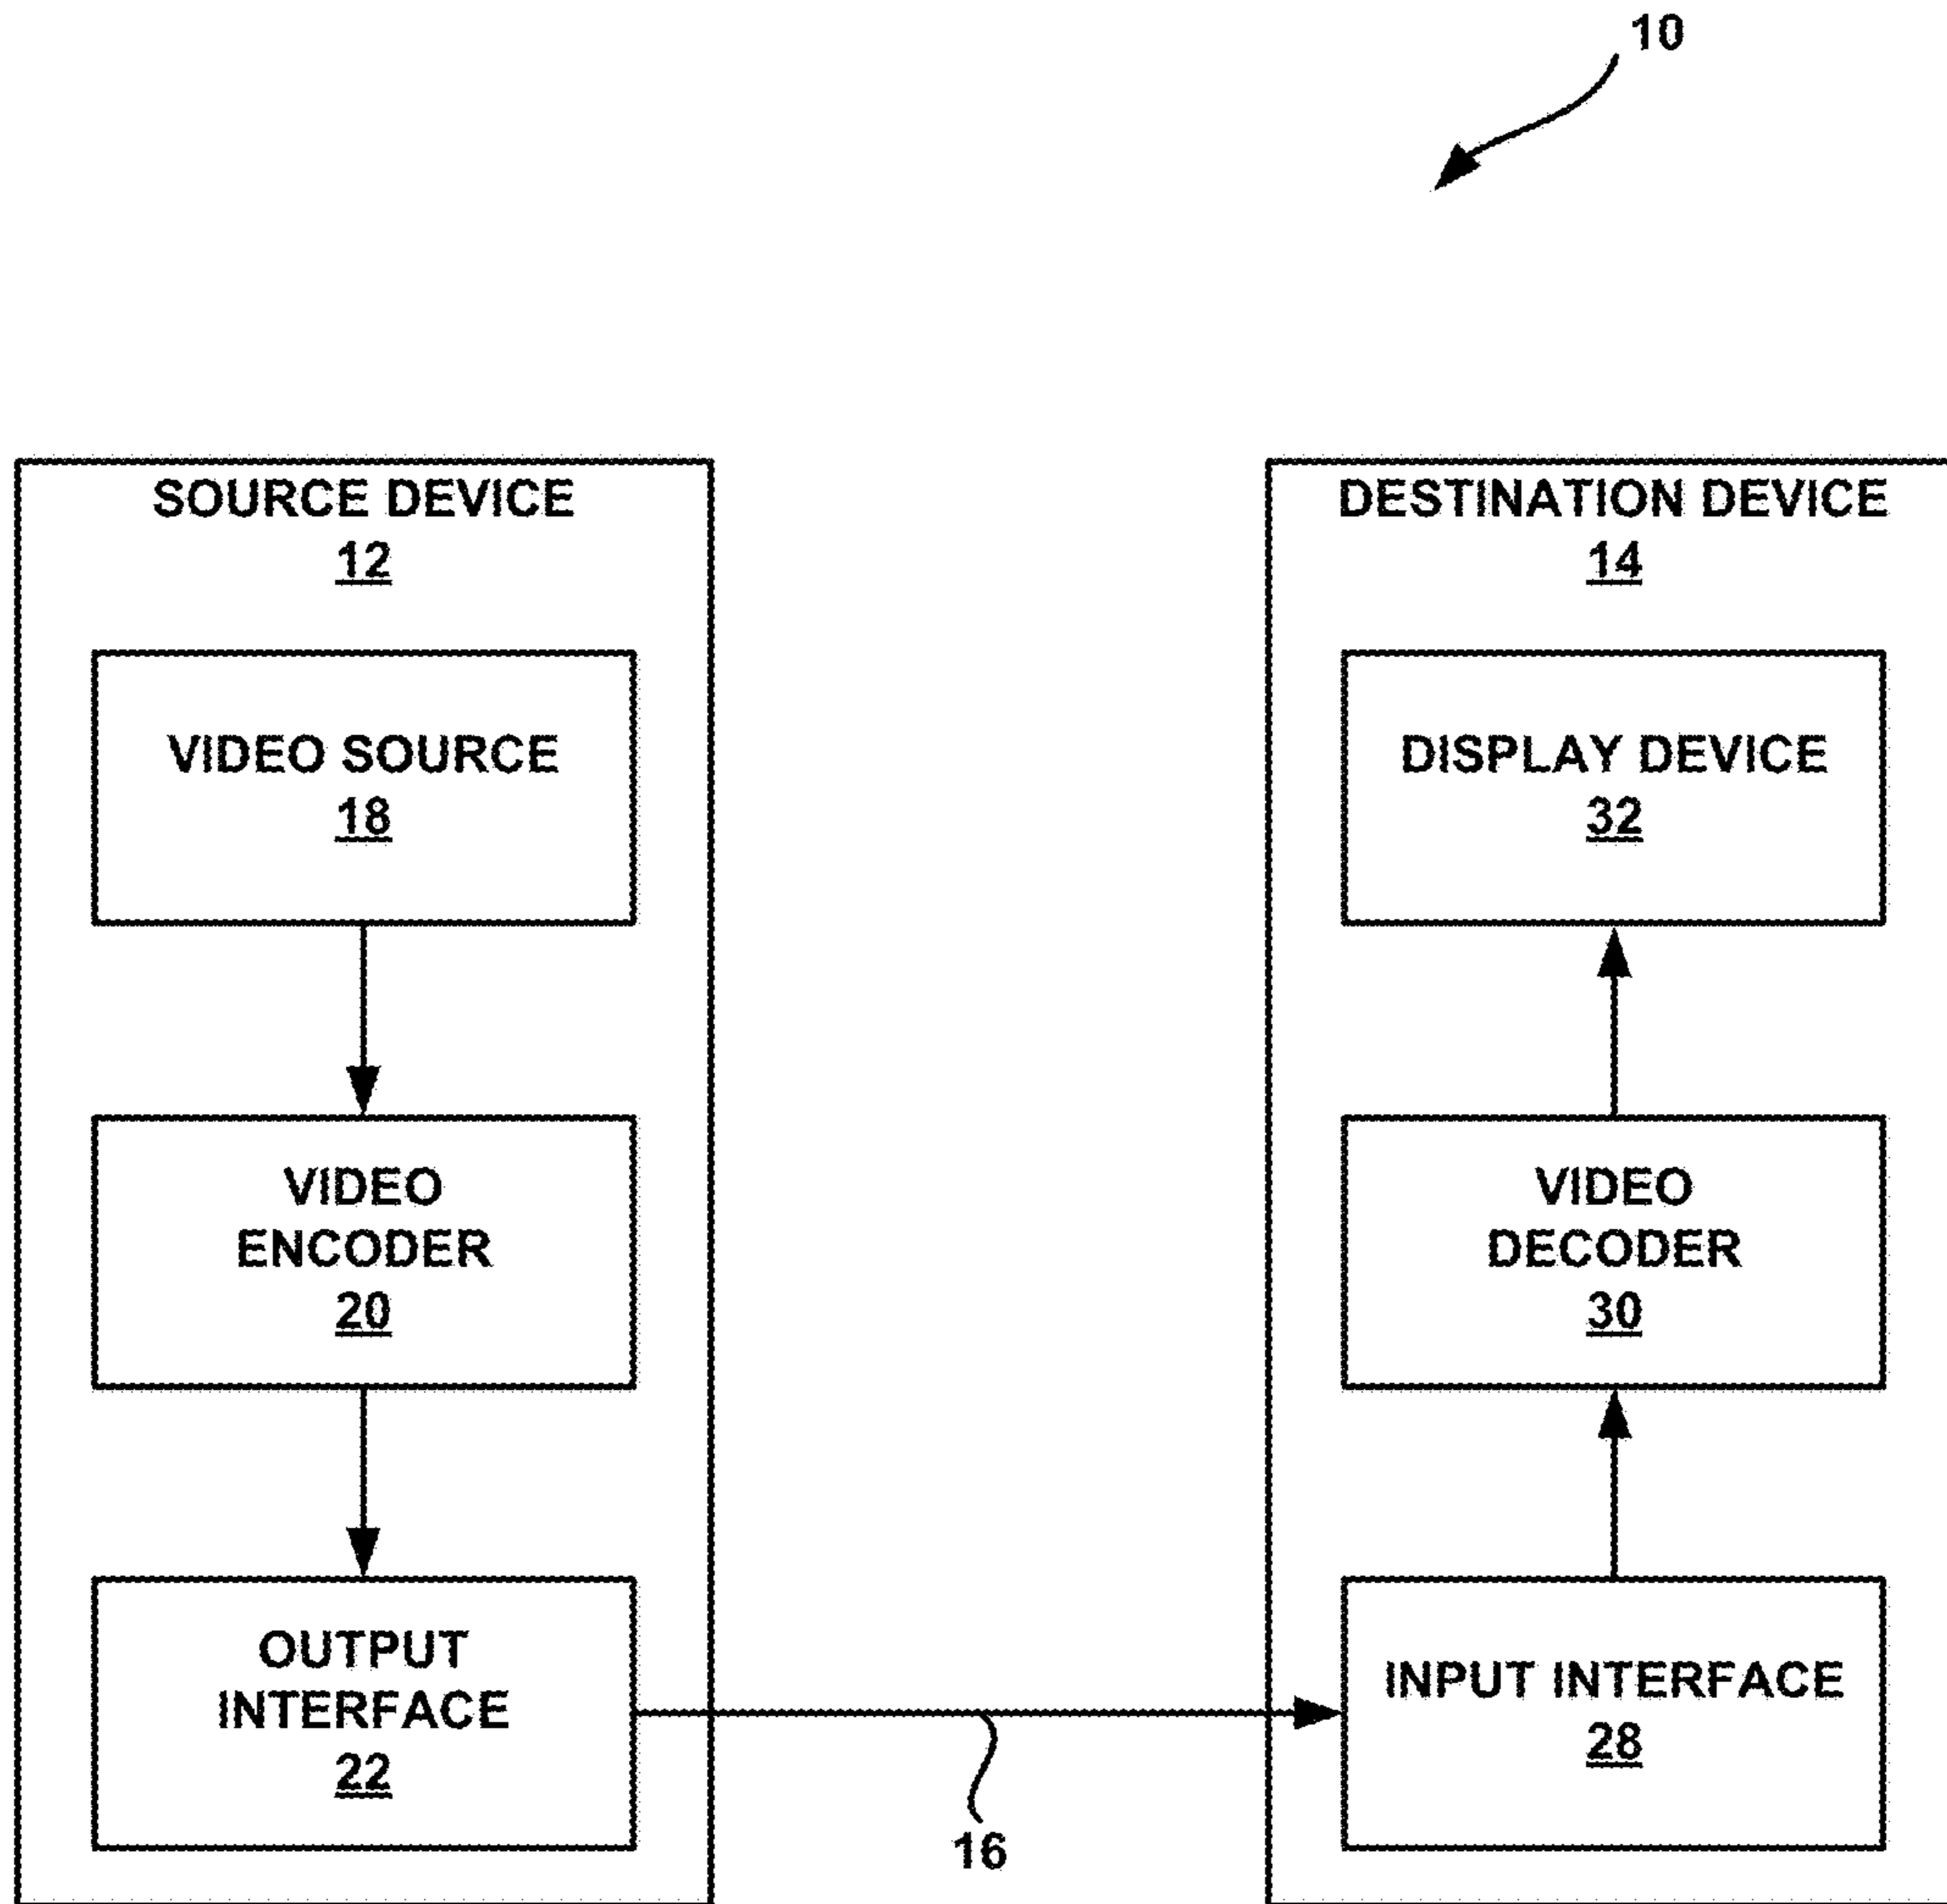 10
SOURCE DEVICE
12
VIDEO SOURCE
18
VIDEO
ENCODER
20
OUTPUT
INTERFACE
22
16
DESTINATION DEVICE
14
DISPLAY DEVICE
32
VIDEO
DECODER
30
INPUT INTERFACE
28